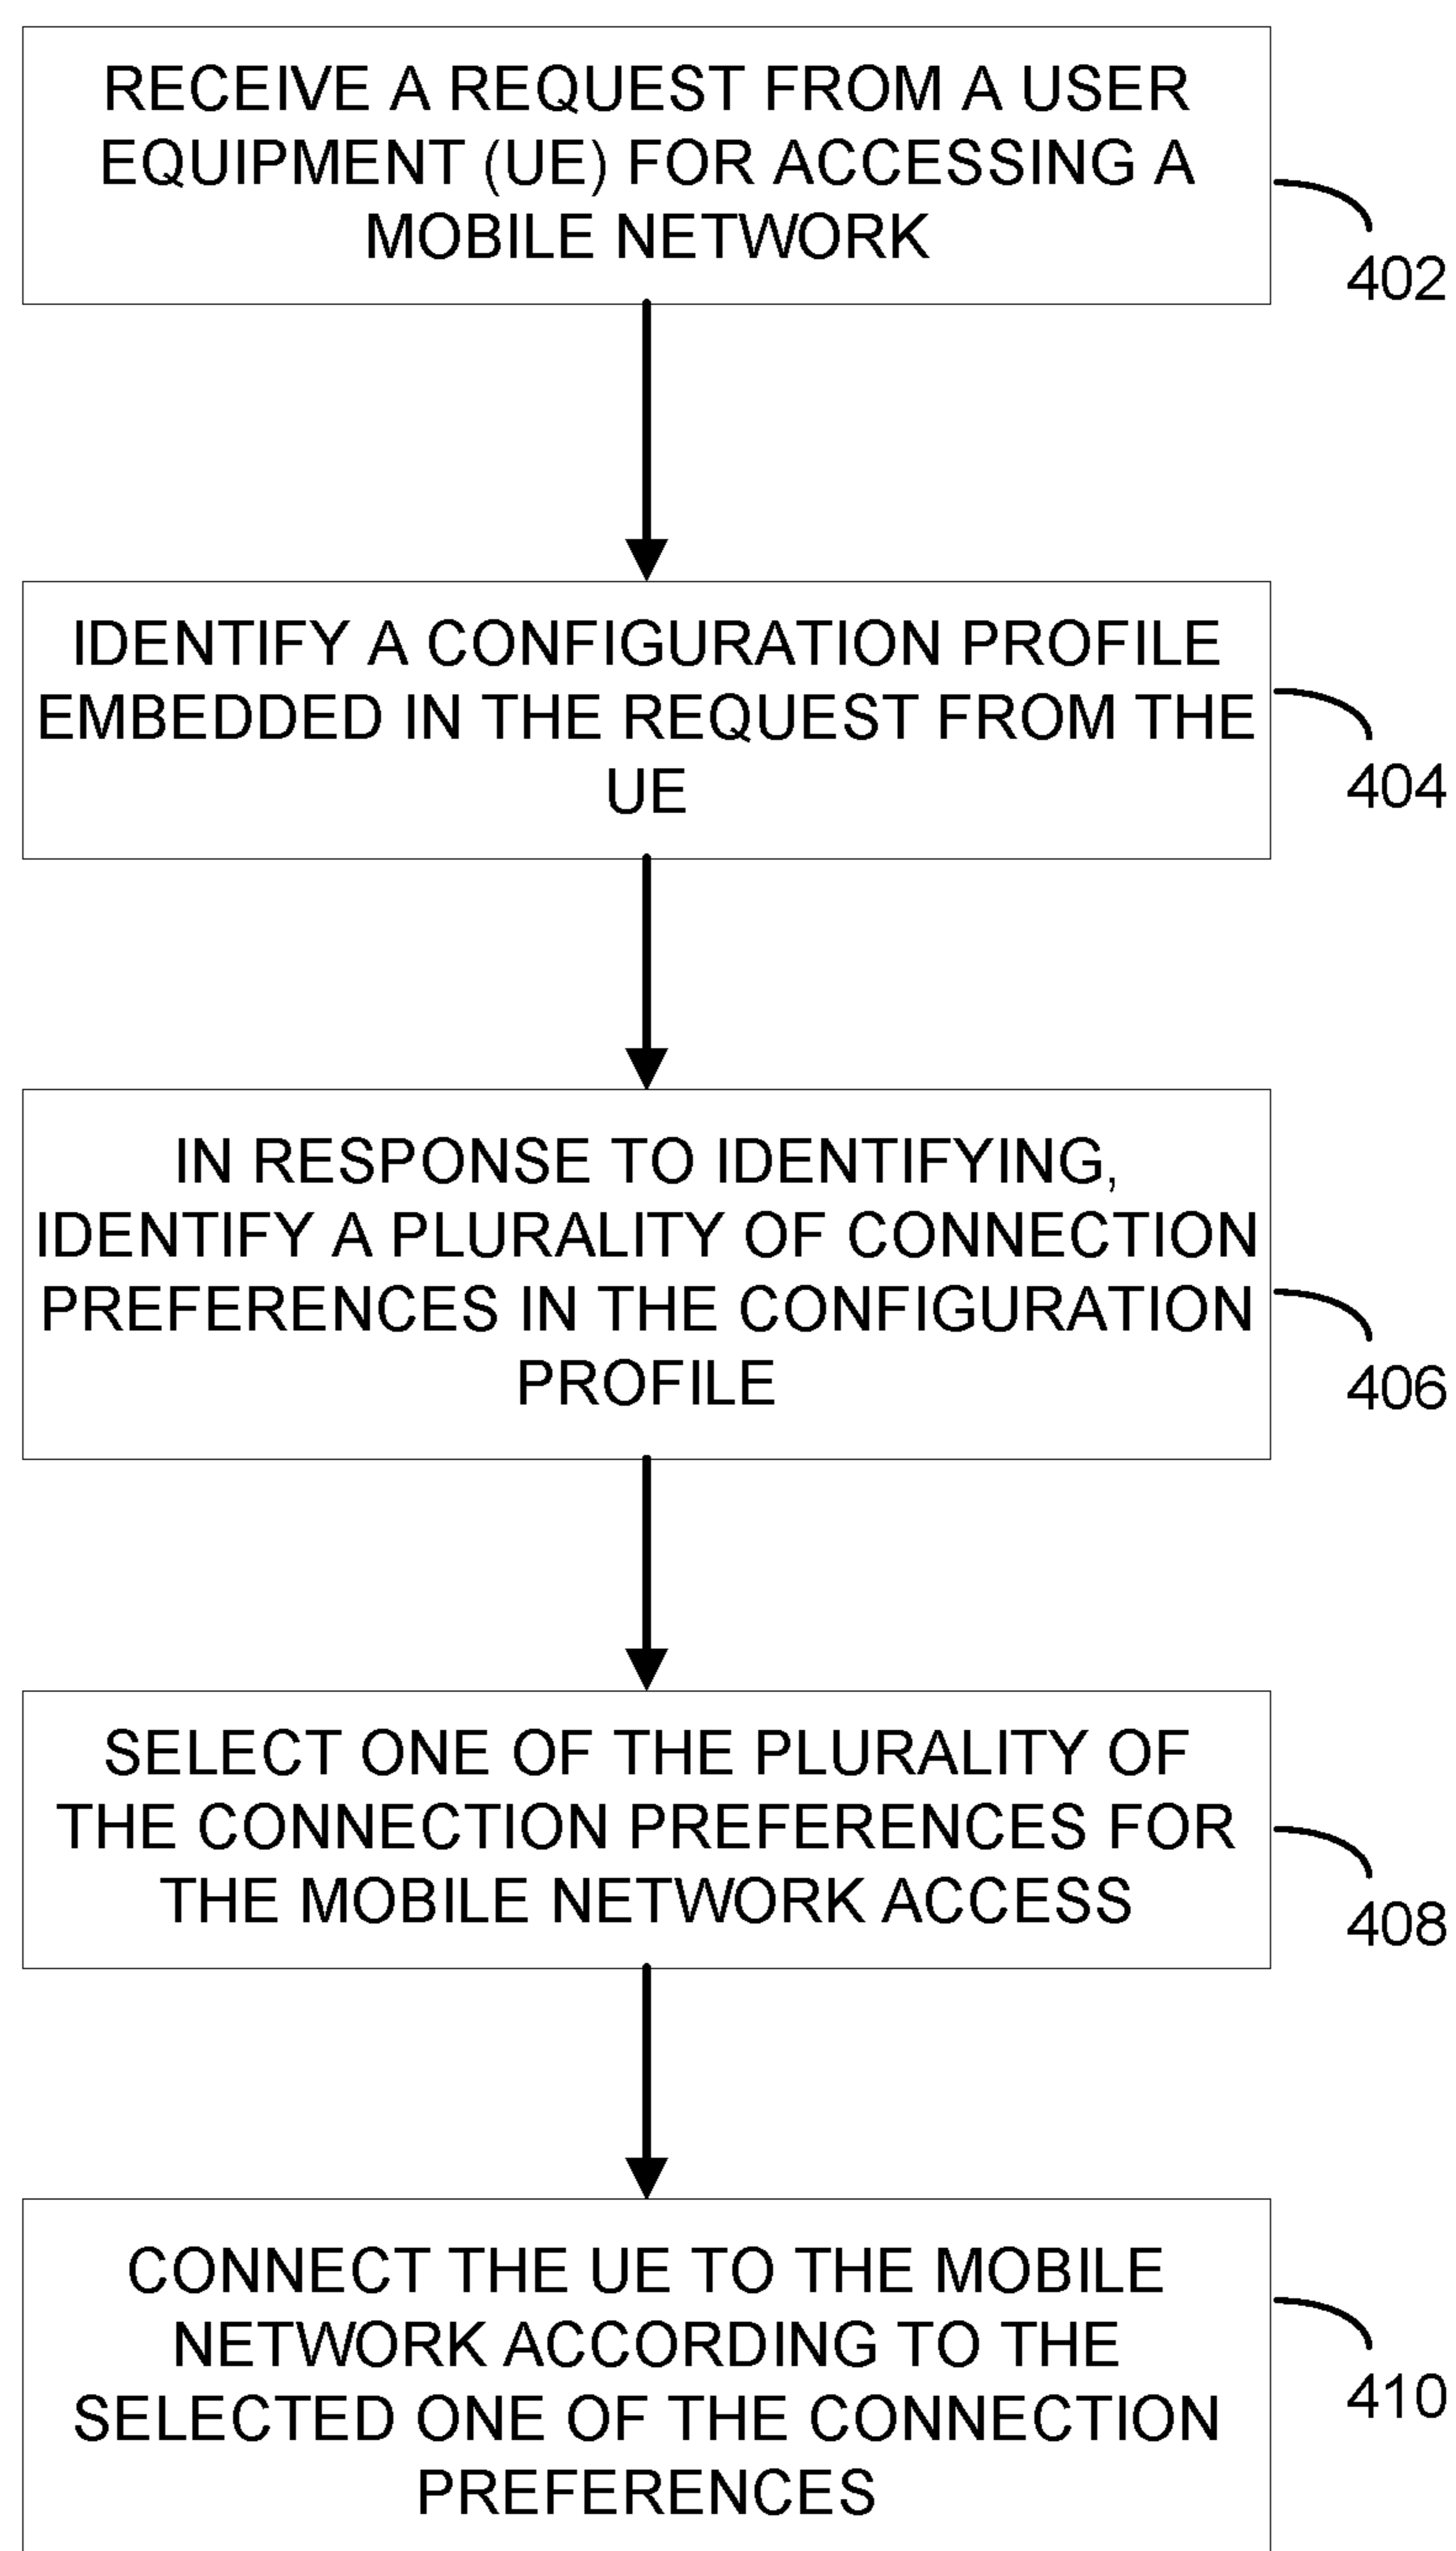 RECEIVE A REQUEST FROM A USER
EQUIPMENT (UE) FOR ACCESSING A
MOBILE NETWORK
402
IDENTIFY A CONFIGURATION PROFILE
EMBEDDED IN THE REQUEST FROM THE
UE
404
IN RESPONSE TO IDENTIFYING,
IDENTIFY A PLURALITY OF CONNECTION
PREFERENCES IN THE CONFIGURATION
PROFILE
406
SELECT ONE OF THE PLURALITY OF
THE CONNECTION PREFERENCES FOR
THE MOBILE NETWORK ACCESS
408
CONNECT THE UE TO THE MOBILE
NETWORK ACCORDING TO THE
SELECTED ONE OF THE CONNECTION
PREFERENCES
410